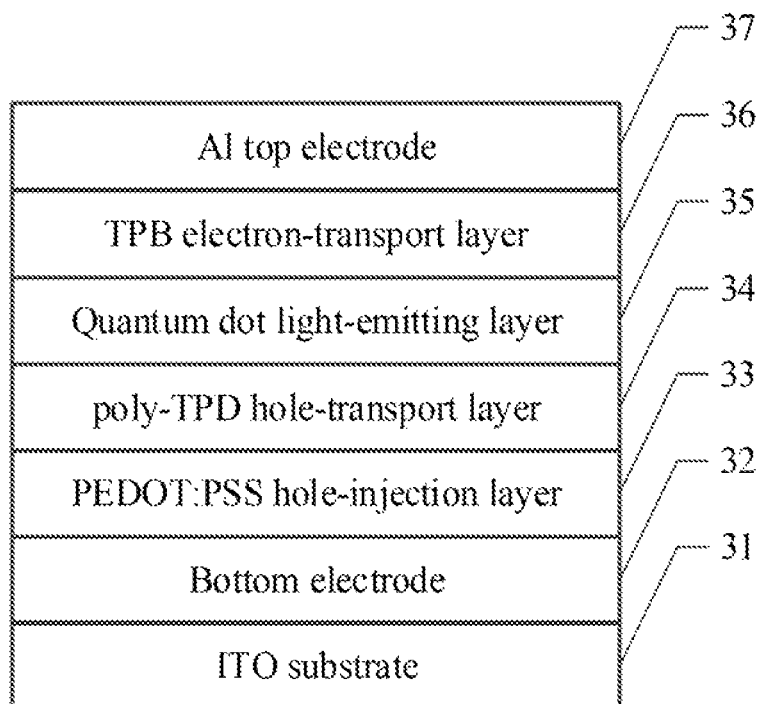 37
36
Al top electrode
35
TPB electron-transport layer
34
Quantum dot light-emitting layer
33
poly-TPD hole-transport layer
32
PEDOT:PSS hole-injection layer
31
Bottom electrode
ITO substrate